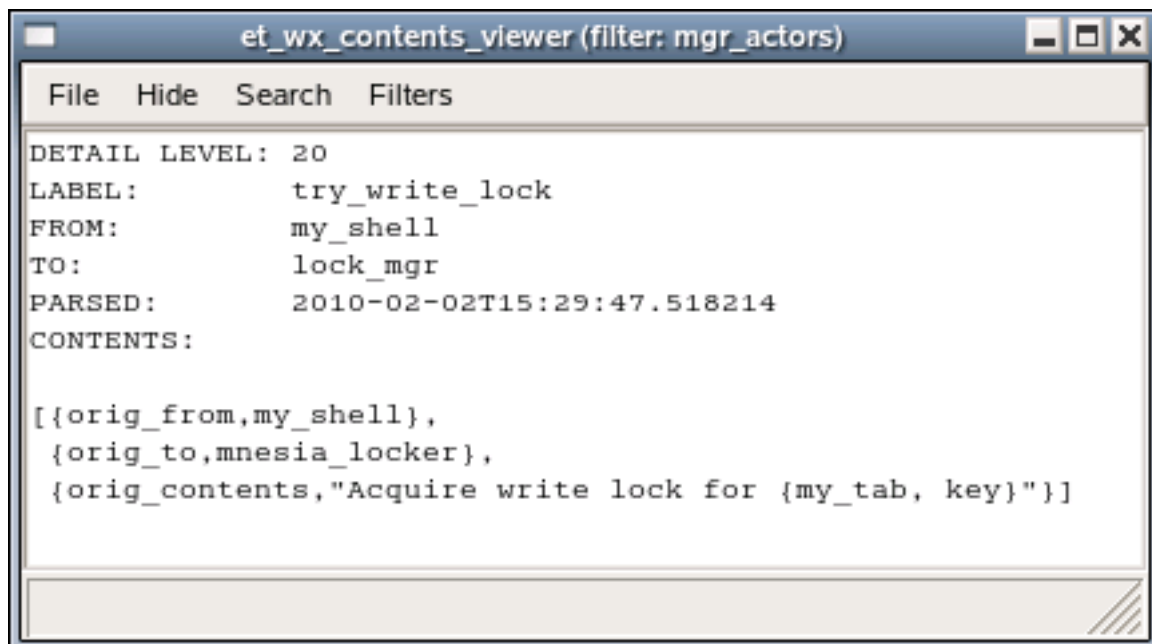 et_wx_contents_viewer (filter: mgr_actors)
File Hide Search Filters
DETAIL LEVEL: 20
LABEL: try_write_lock
FROM: my_shell
TO: lock_mgr
PARSED: 2010-02-02T15:29:47.518214
CONTENTS:
[{orig_from,my_shell},
{orig_to,mnesia_locker},
{orig_contents,"Acquire write lock for {my_tab, key}"}]